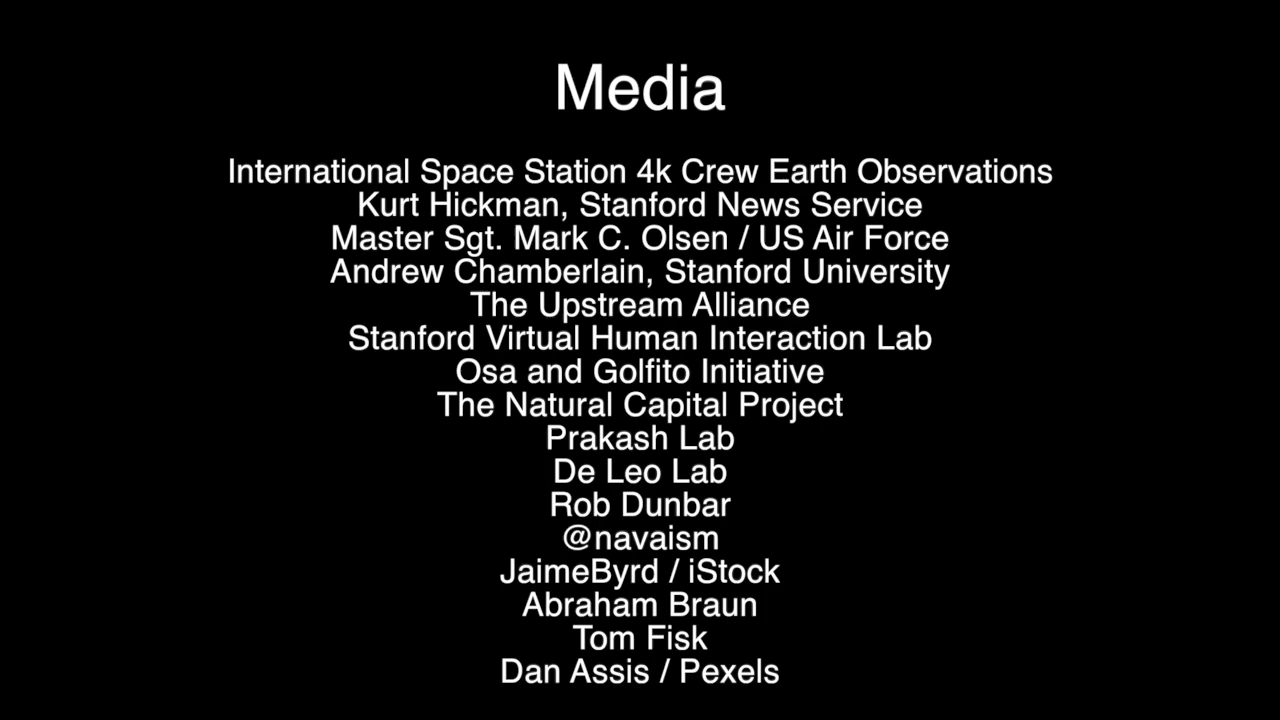 Media
International Space Station 4k Crew Earth Observations
Kurt Hickman, Stanford News Service
Master Sgt. Mark C. Olsen / US Air Force
Andrew Chamberlain, Stanford University
The Upstream Alliance
Stanford Virtual Human Interaction Lab
Osa and Golfito Initiative
The Natural Capital Project
Prakash Lab
De Leo Lab
Rob Dunbar
@navaism
JaimeByrd / iStock
Abraham Braun
Tom Fisk
Dan Assis / Pexels